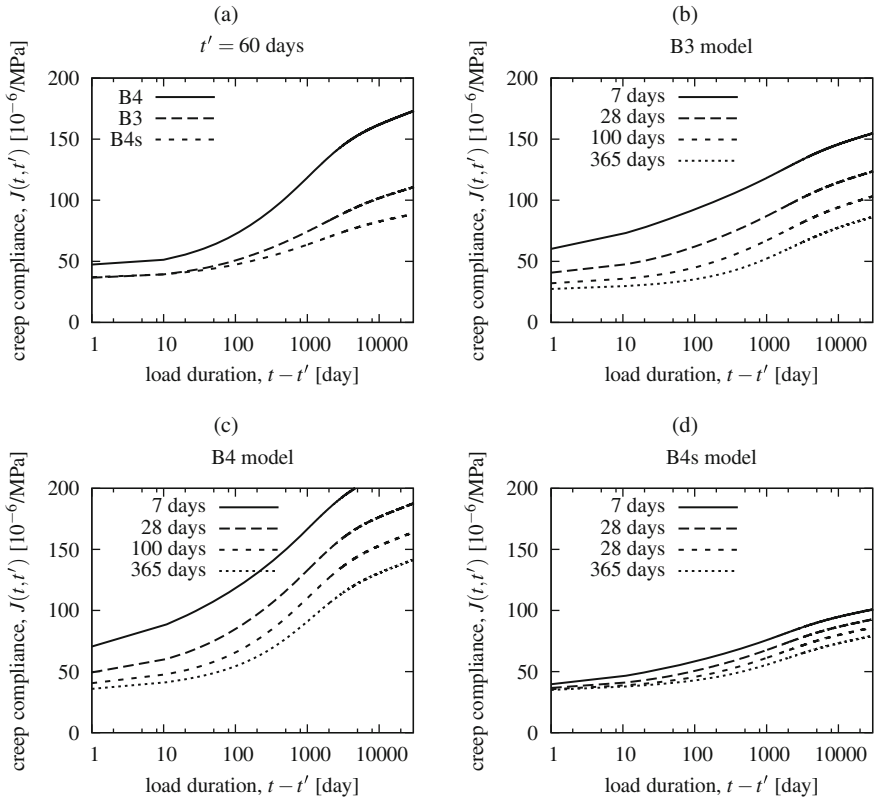 (a)
t′ = 60 days
creep compliance, J(t,t′) [10⁻⁶/MPa]
200
150
100
50
0
B4
B3
B4s
1 10 100 1000 10000
load duration, t − t′ [day]
(b)
B3 model
creep compliance, J(t,t′) [10⁻⁶/MPa]
200
150
100
50
0
7 days
28 days
100 days
365 days
1 10 100 1000 10000
load duration, t − t′ [day]
(c)
B4 model
creep compliance, J(t,t′) [10⁻⁶/MPa]
200
150
100
50
0
7 days
28 days
100 days
365 days
1 10 100 1000 10000
load duration, t − t′ [day]
(d)
B4s model
creep compliance, J(t,t′) [10⁻⁶/MPa]
200
150
100
50
0
7 days
28 days
28 days
365 days
1 10 100 1000 10000
load duration, t − t′ [day]